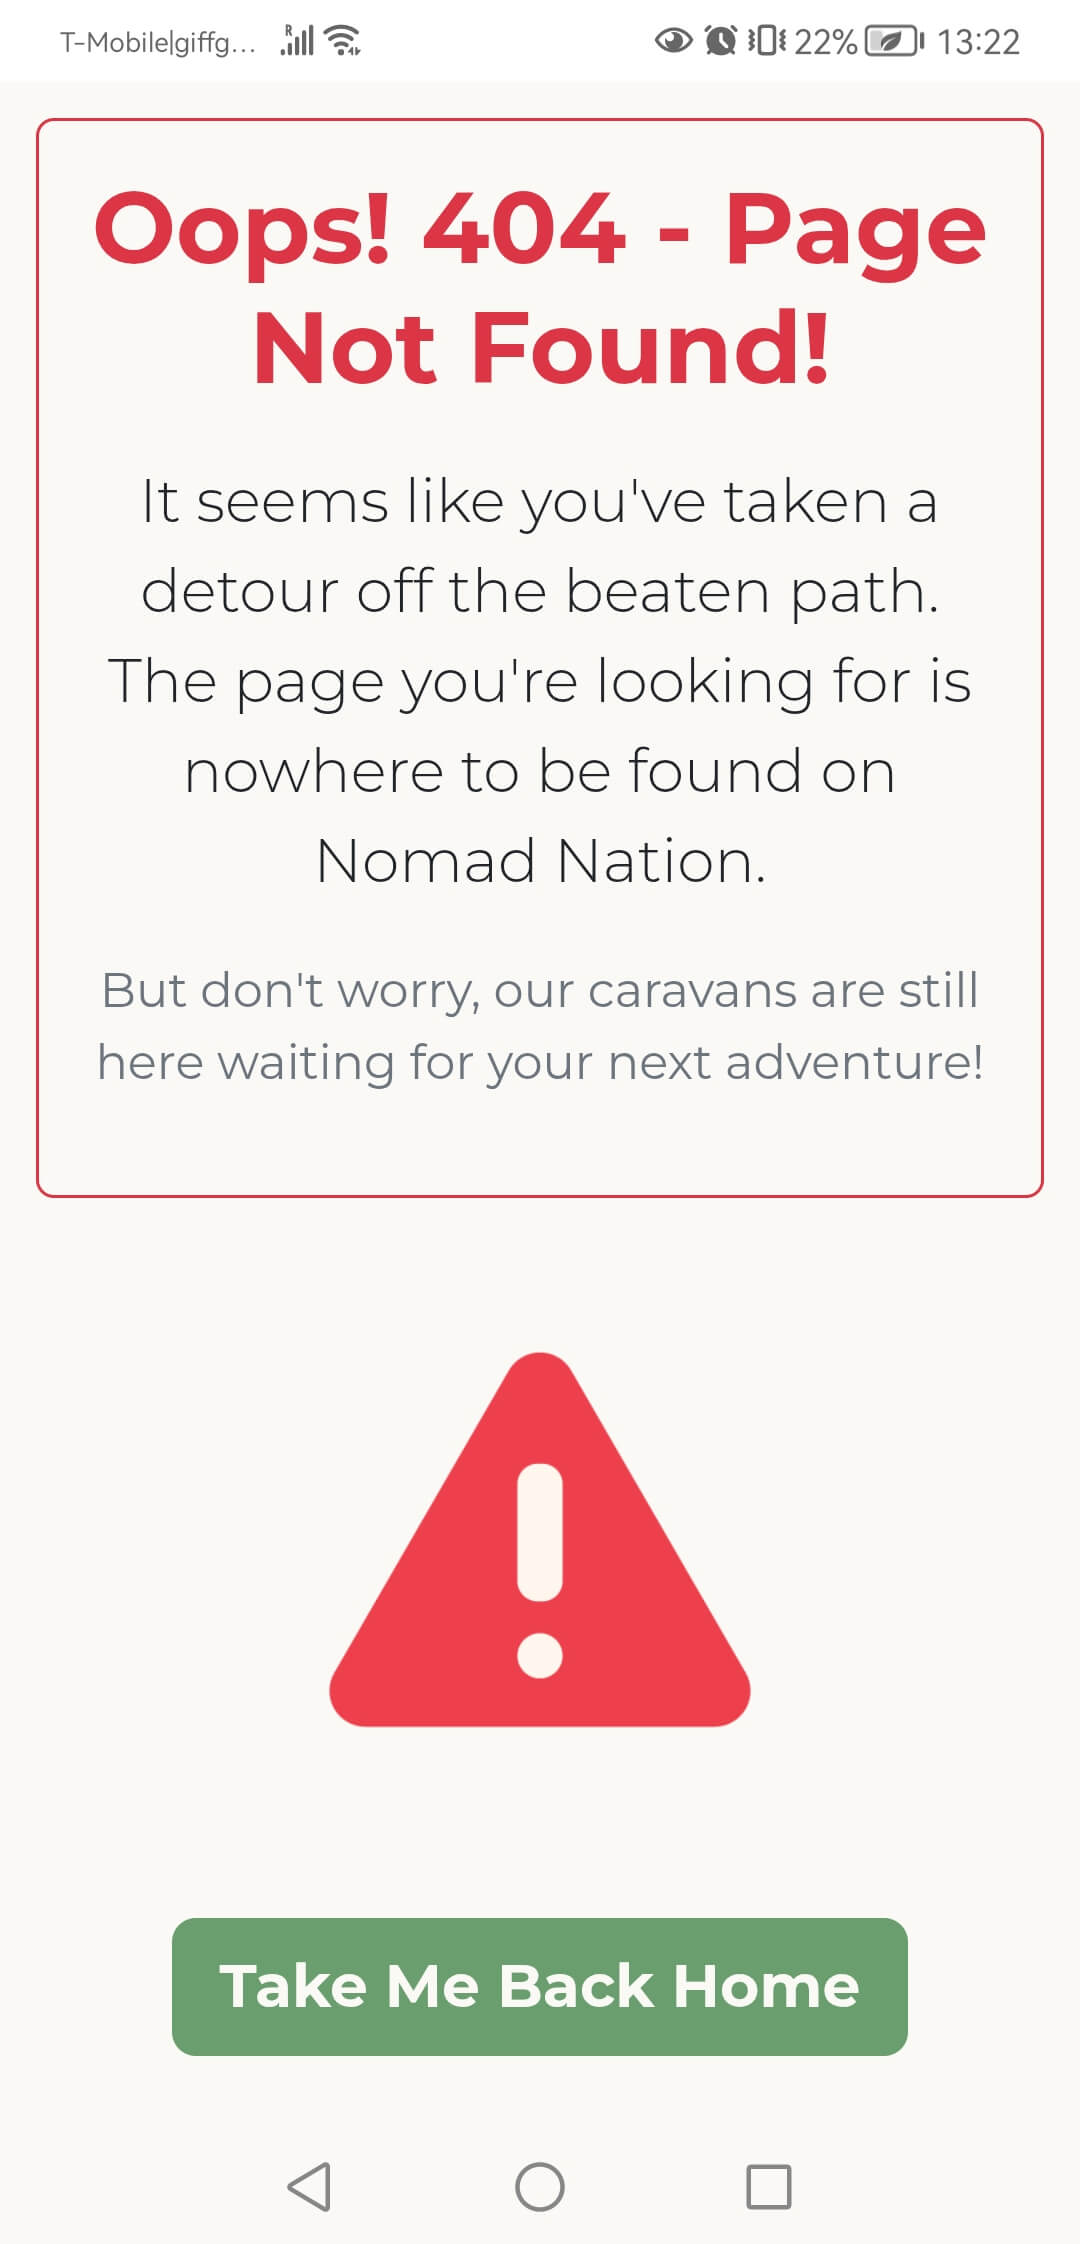 T-Mobile|giffg... R 22% 13:22
Oops! 404 - Page
Not Found!
It seems like you've taken a
detour off the beaten path.
The page you're looking for is
nowhere to be found on
Nomad Nation.
But don't worry, our caravans are still
here waiting for your next adventure!
Take Me Back Home